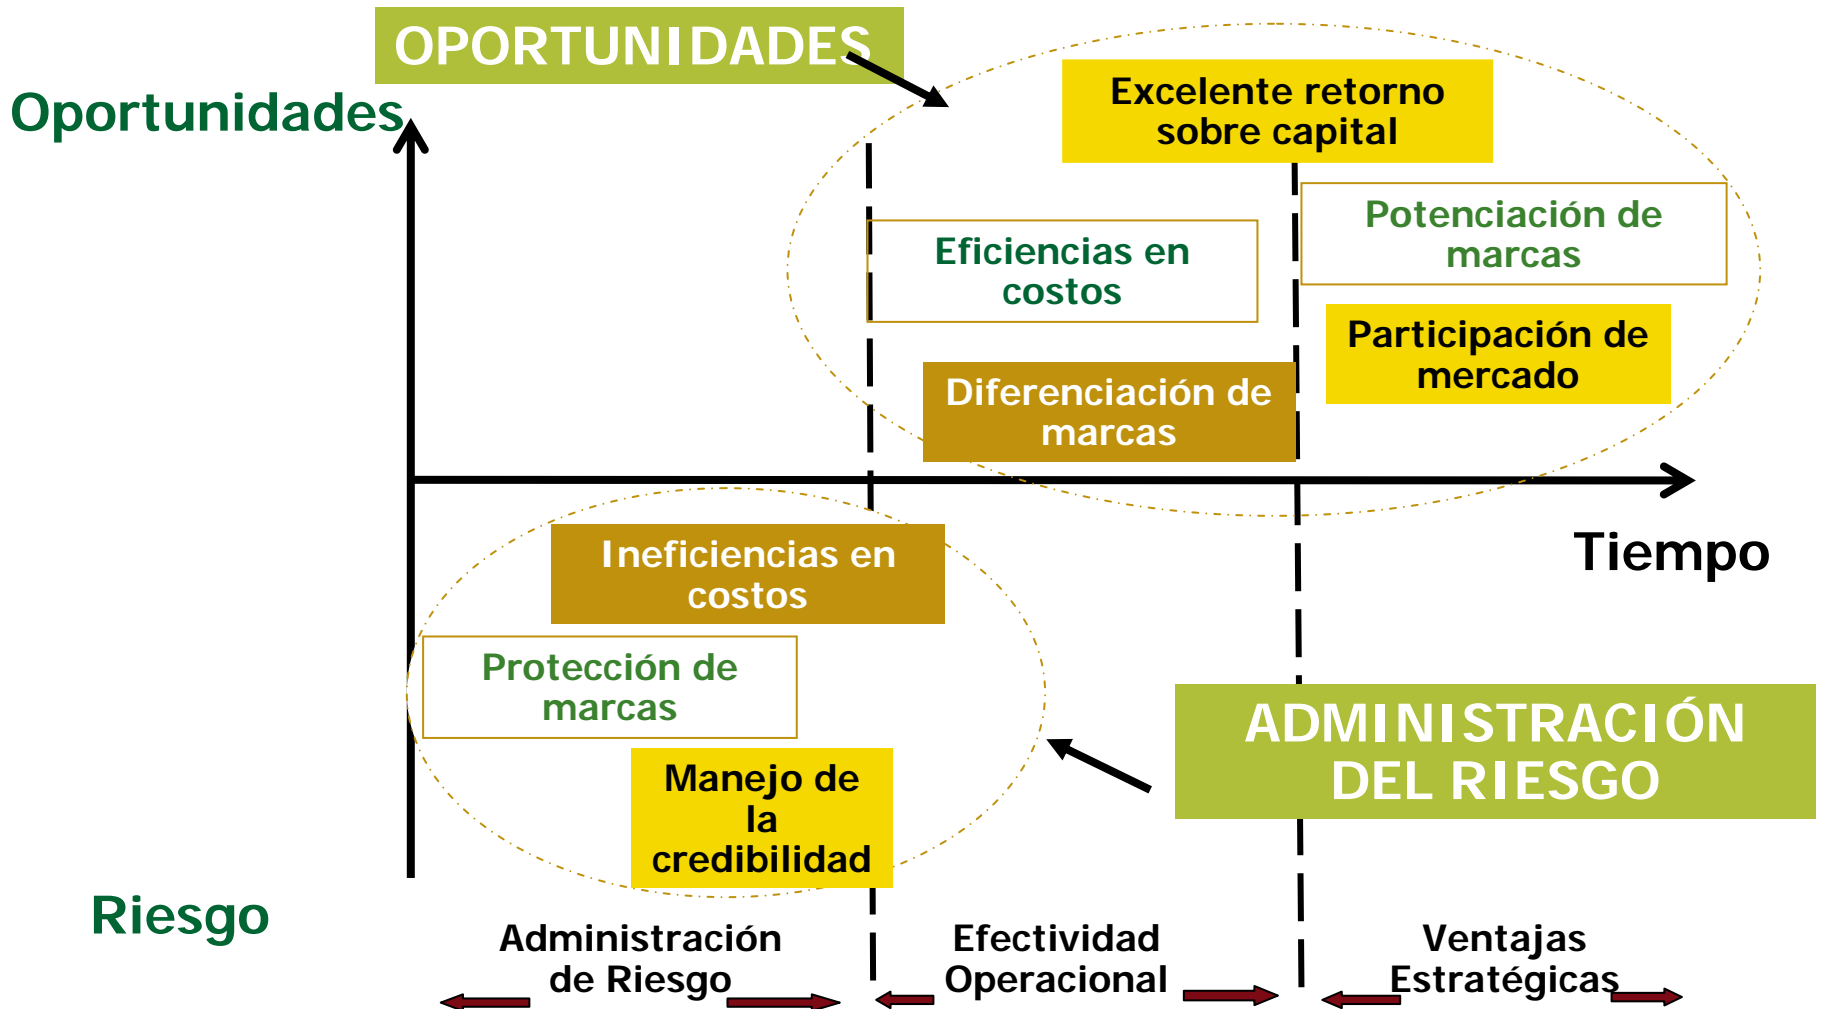 OPORTUNIDADES
Oportunidades
Excelente retorno
sobre capital
Potenciación de
marcas
Eficiencias en
costos
Participación de
mercado
Diferenciación de
marcas
Tiempo
Ineficiencias en
costos
Protección de
marcas
ADMINISTRACIÓN
DEL RIESGO
Manejo de
la
credibilidad
Riesgo
Administración
de Riesgo
Efectividad
Operacional
Ventajas
Estratégicas